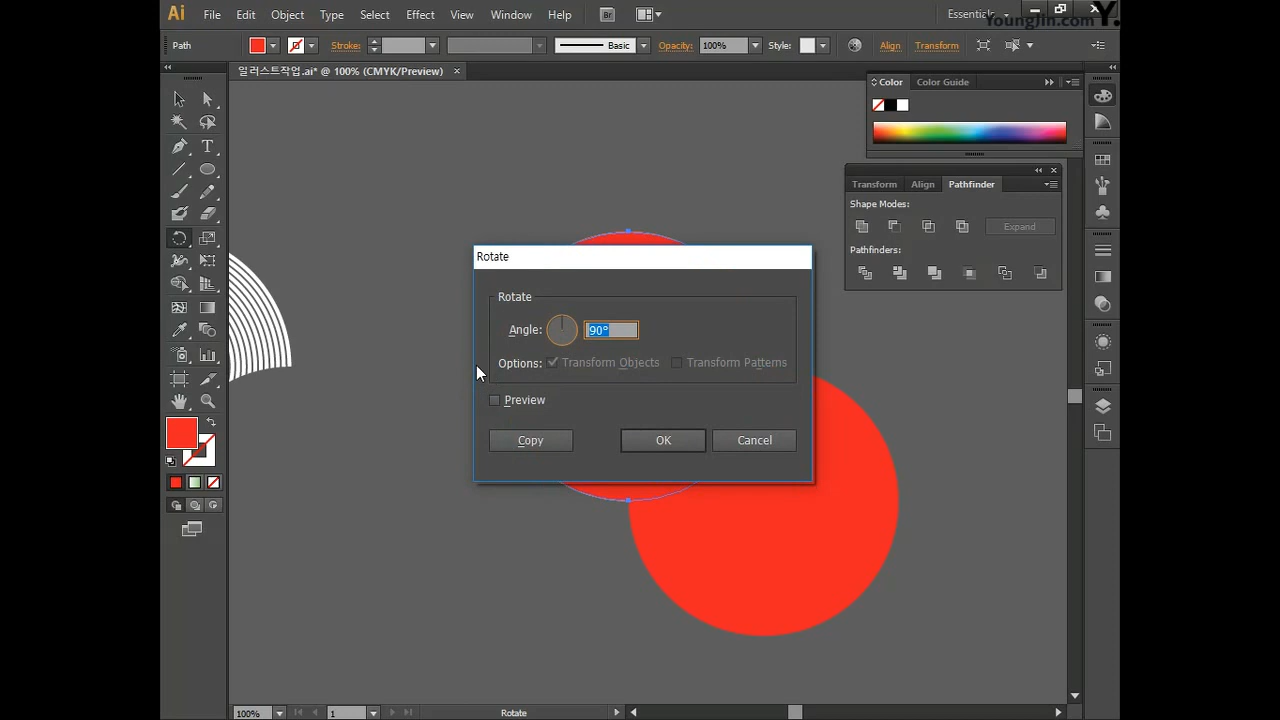 Ai File Edit Object Type Select Effect View Window Help Br Essentials
YoungJin.com Y.
Path Stroke: Basic Opacity: 100% Style: Align Transform
일러스트작업.ai* @ 100% (CMYK/Preview) ×
Color Color Guide
Transform Align Pathfinder
Shape Modes:
Expand
Pathfinders:
Rotate
Rotate
Angle: 90°
Options: Transform Objects Transform Patterns
Preview
Copy OK Cancel
T
100% 1 Rotate